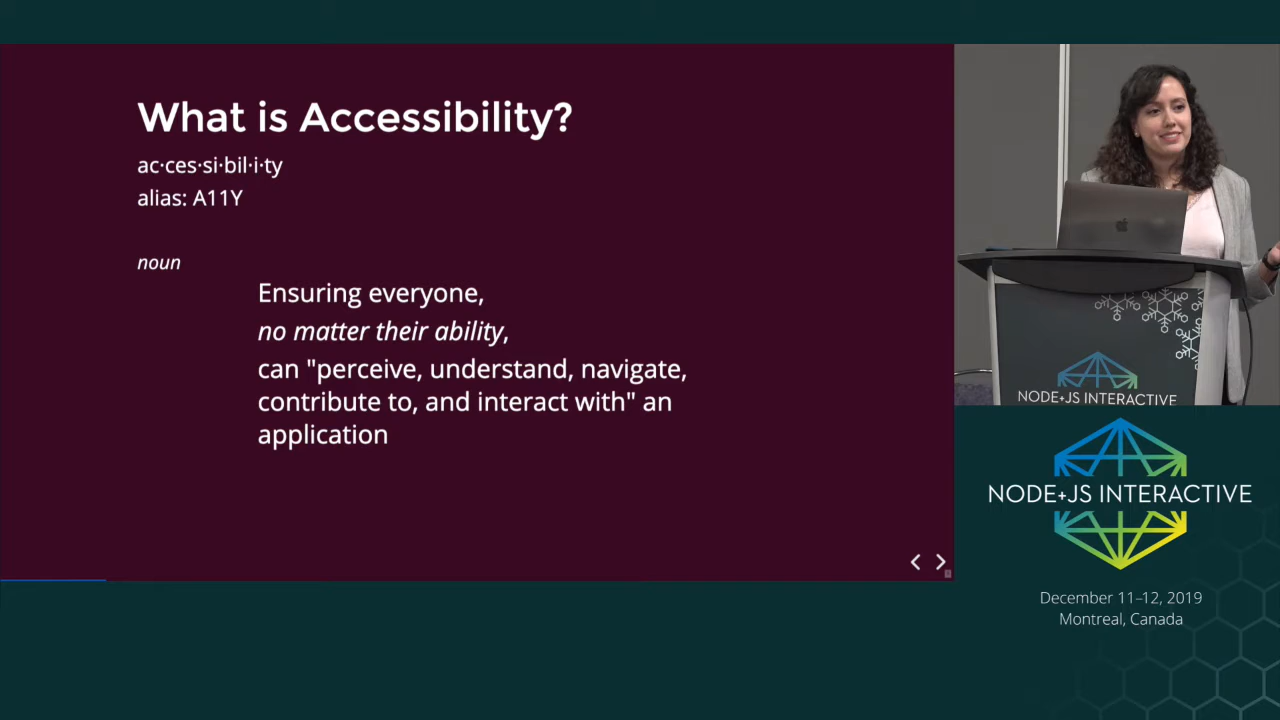 What is Accessibility?
ac·ces·si·bil·i·ty
alias: A11Y
noun
Ensuring everyone,
no matter their ability,
can "perceive, understand, navigate,
contribute to, and interact with" an
application
NODE+JS INTERACTIVE
NODE+JS INTERACTIVE
December 11–12, 2019
Montreal, Canada